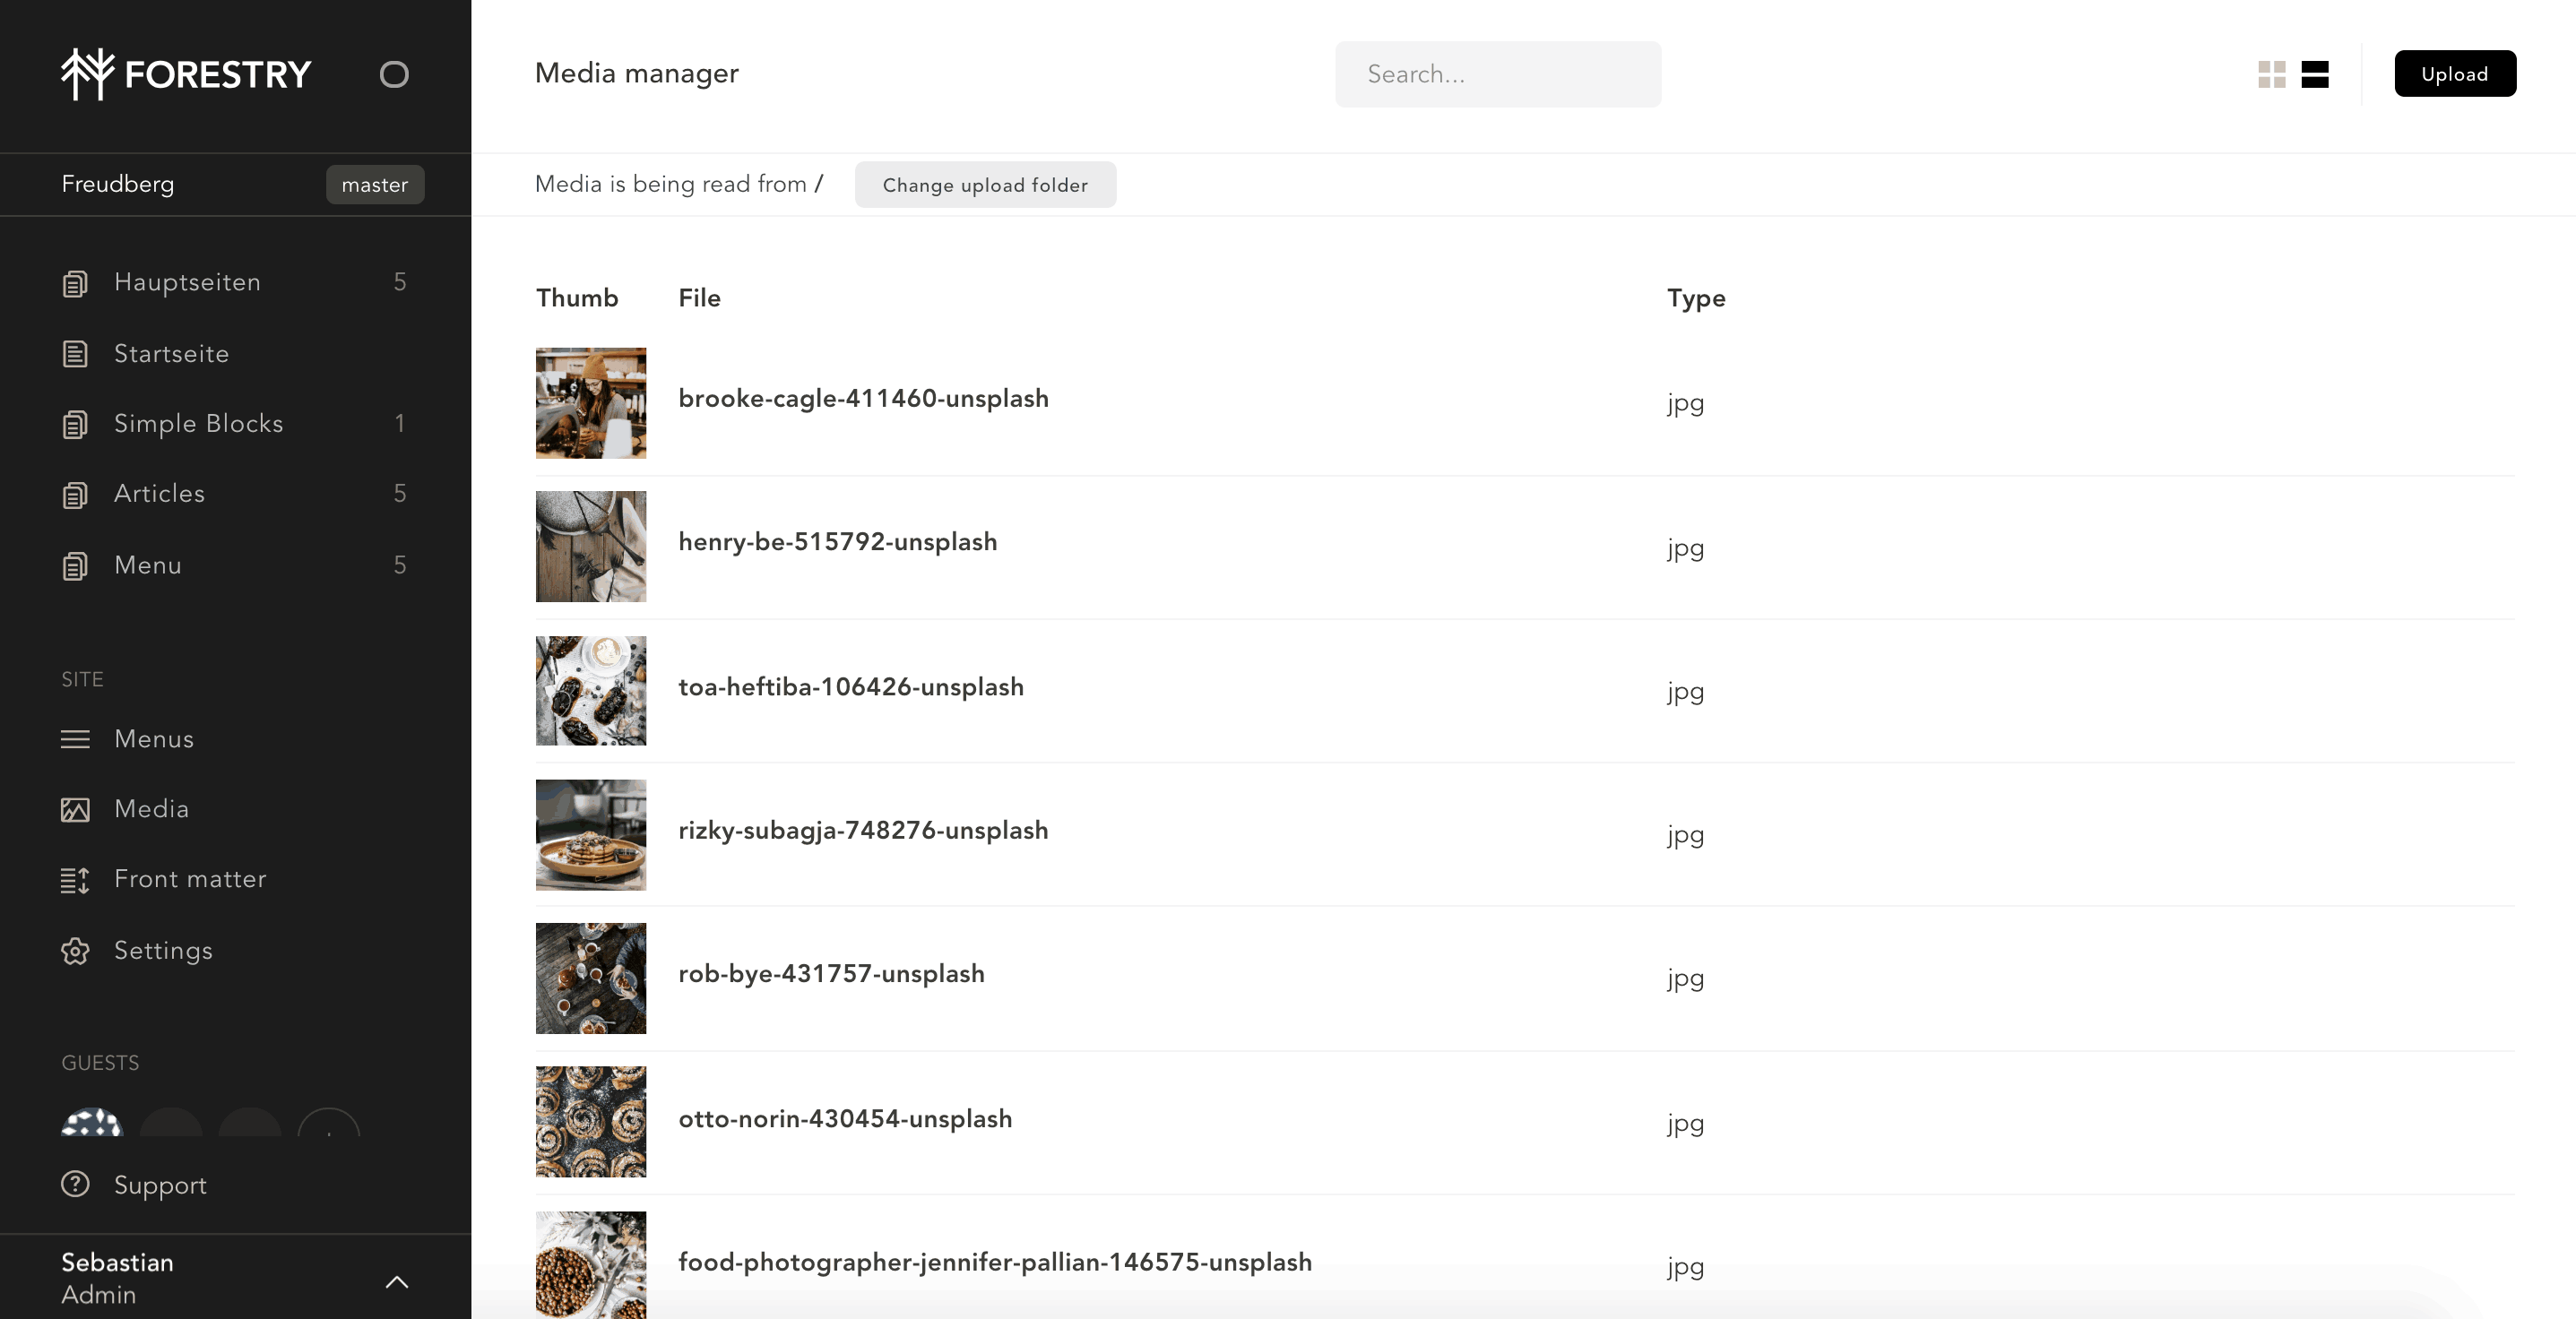 FORESTRY
Freudberg master
Hauptseiten 5
Startseite
Simple Blocks 1
Articles 5
Menu 5
SITE
Menus
Media
Front matter
Settings
GUESTS
Support
Sebastian
Admin
Media manager Search... Upload
Media is being read from / Change upload folder
Thumb File Type
brooke-cagle-411460-unsplash jpg
henry-be-515792-unsplash jpg
toa-heftiba-106426-unsplash jpg
rizky-subagja-748276-unsplash jpg
rob-bye-431757-unsplash jpg
otto-norin-430454-unsplash jpg
food-photographer-jennifer-pallian-146575-unsplash jpg